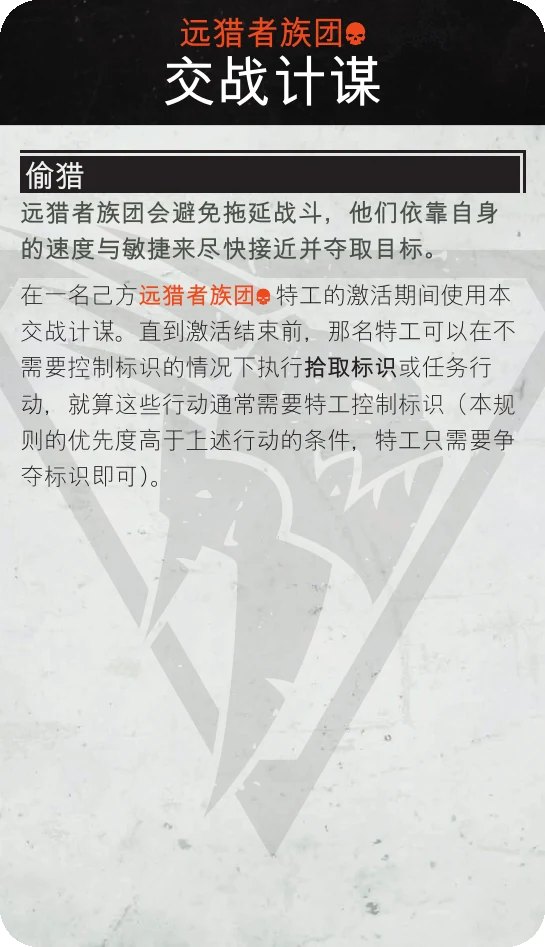 远猎者族团
交战计谋
偷猎
远猎者族团会避免拖延战斗，他们依靠自身
的速度与敏捷来尽快接近并夺取目标。
在一名己方远猎者族团 特工的激活期间使用本
交战计谋。直到激活结束前，那名特工可以在不
需要控制标识的情况下执行拾取标识或任务行
动，就算这些行动通常需要特工控制标识（本规
则的优先度高于上述行动的条件，特工只需要争
夺标识即可）。